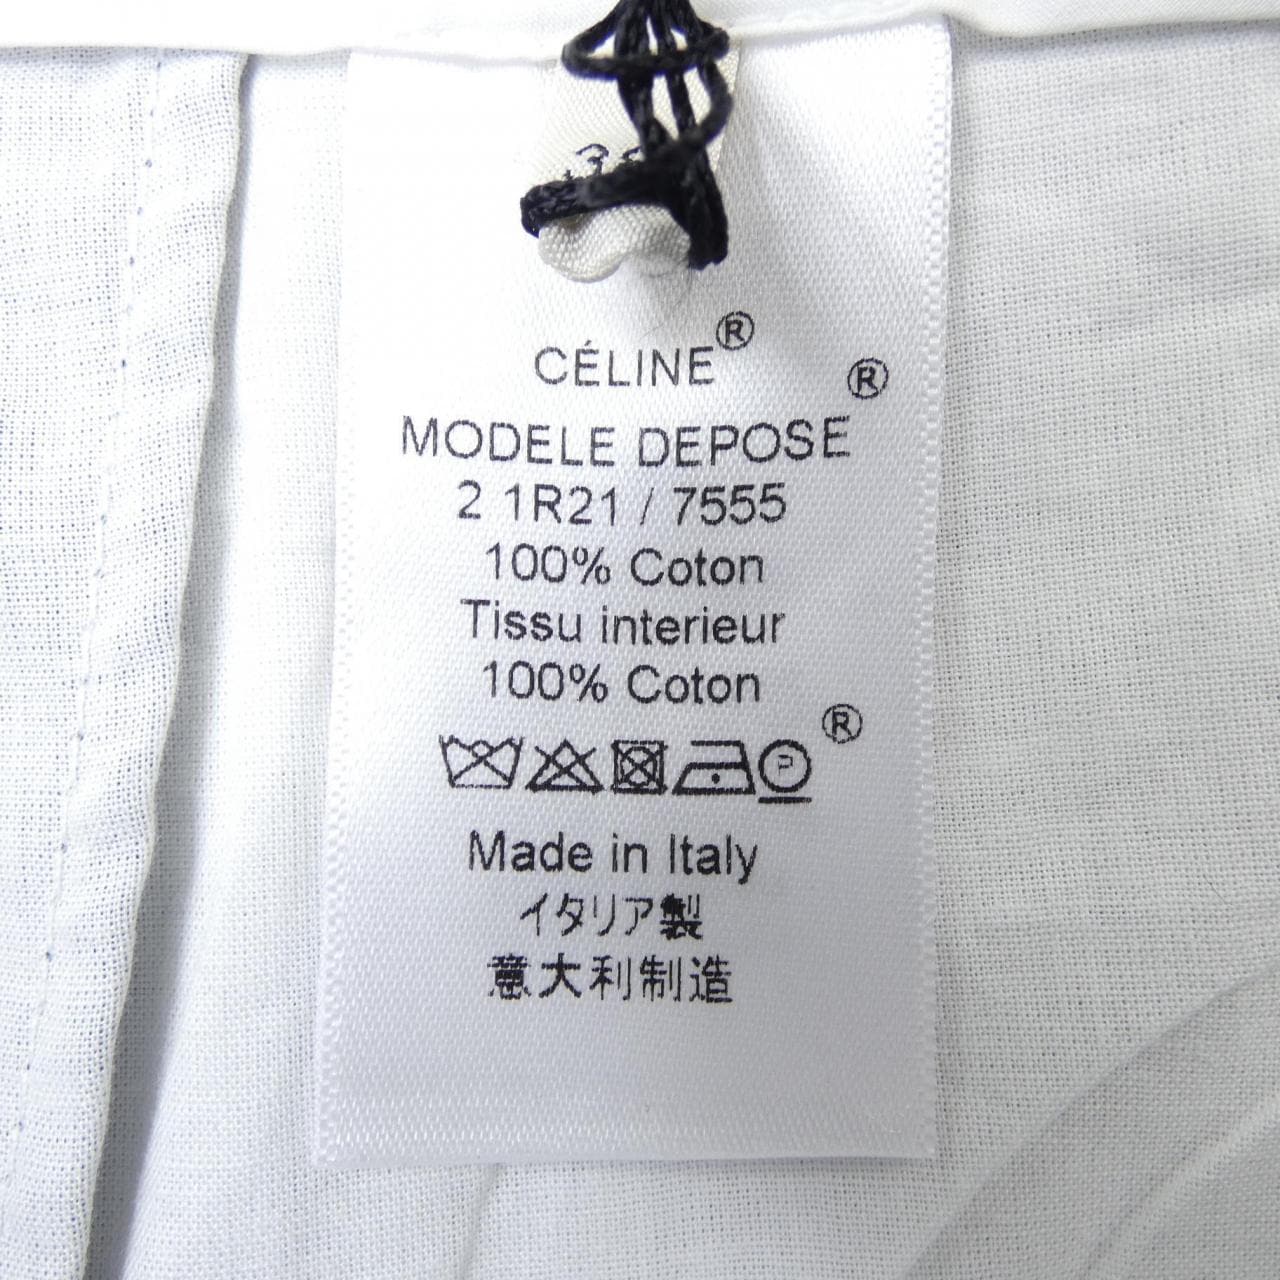 CÉLINE®
MODELE DEPOSE®
2 1R21 / 7555
100% Coton
Tissu interieur
100% Coton
P ®
Made in Italy
イタリア製
意大利制造